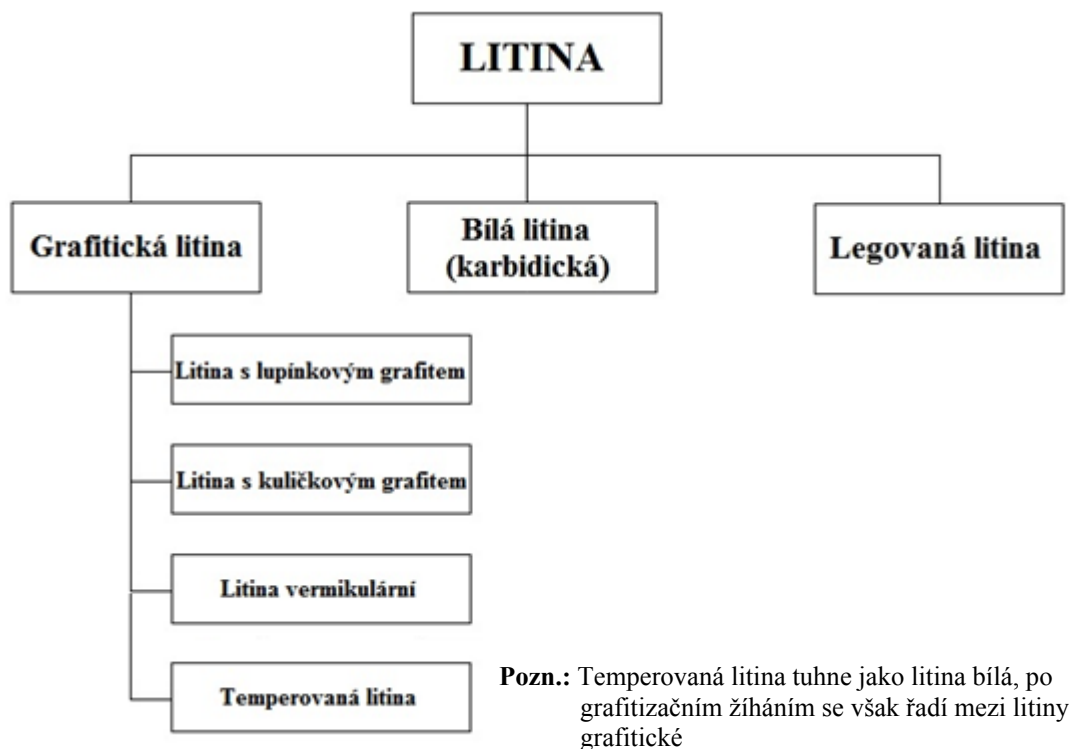 LITINA
Grafitická litina
Bílá litina
(karbidická)
Legovaná litina
Litina s lupínkovým grafitem
Litina s kuličkovým grafitem
Litina vermikulární
Temperovaná litina
Pozn.: Temperovaná litina tuhne jako litina bílá, po
grafitizačním žíháním se však řadí mezi litiny
grafitické